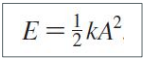 E = ½kA².